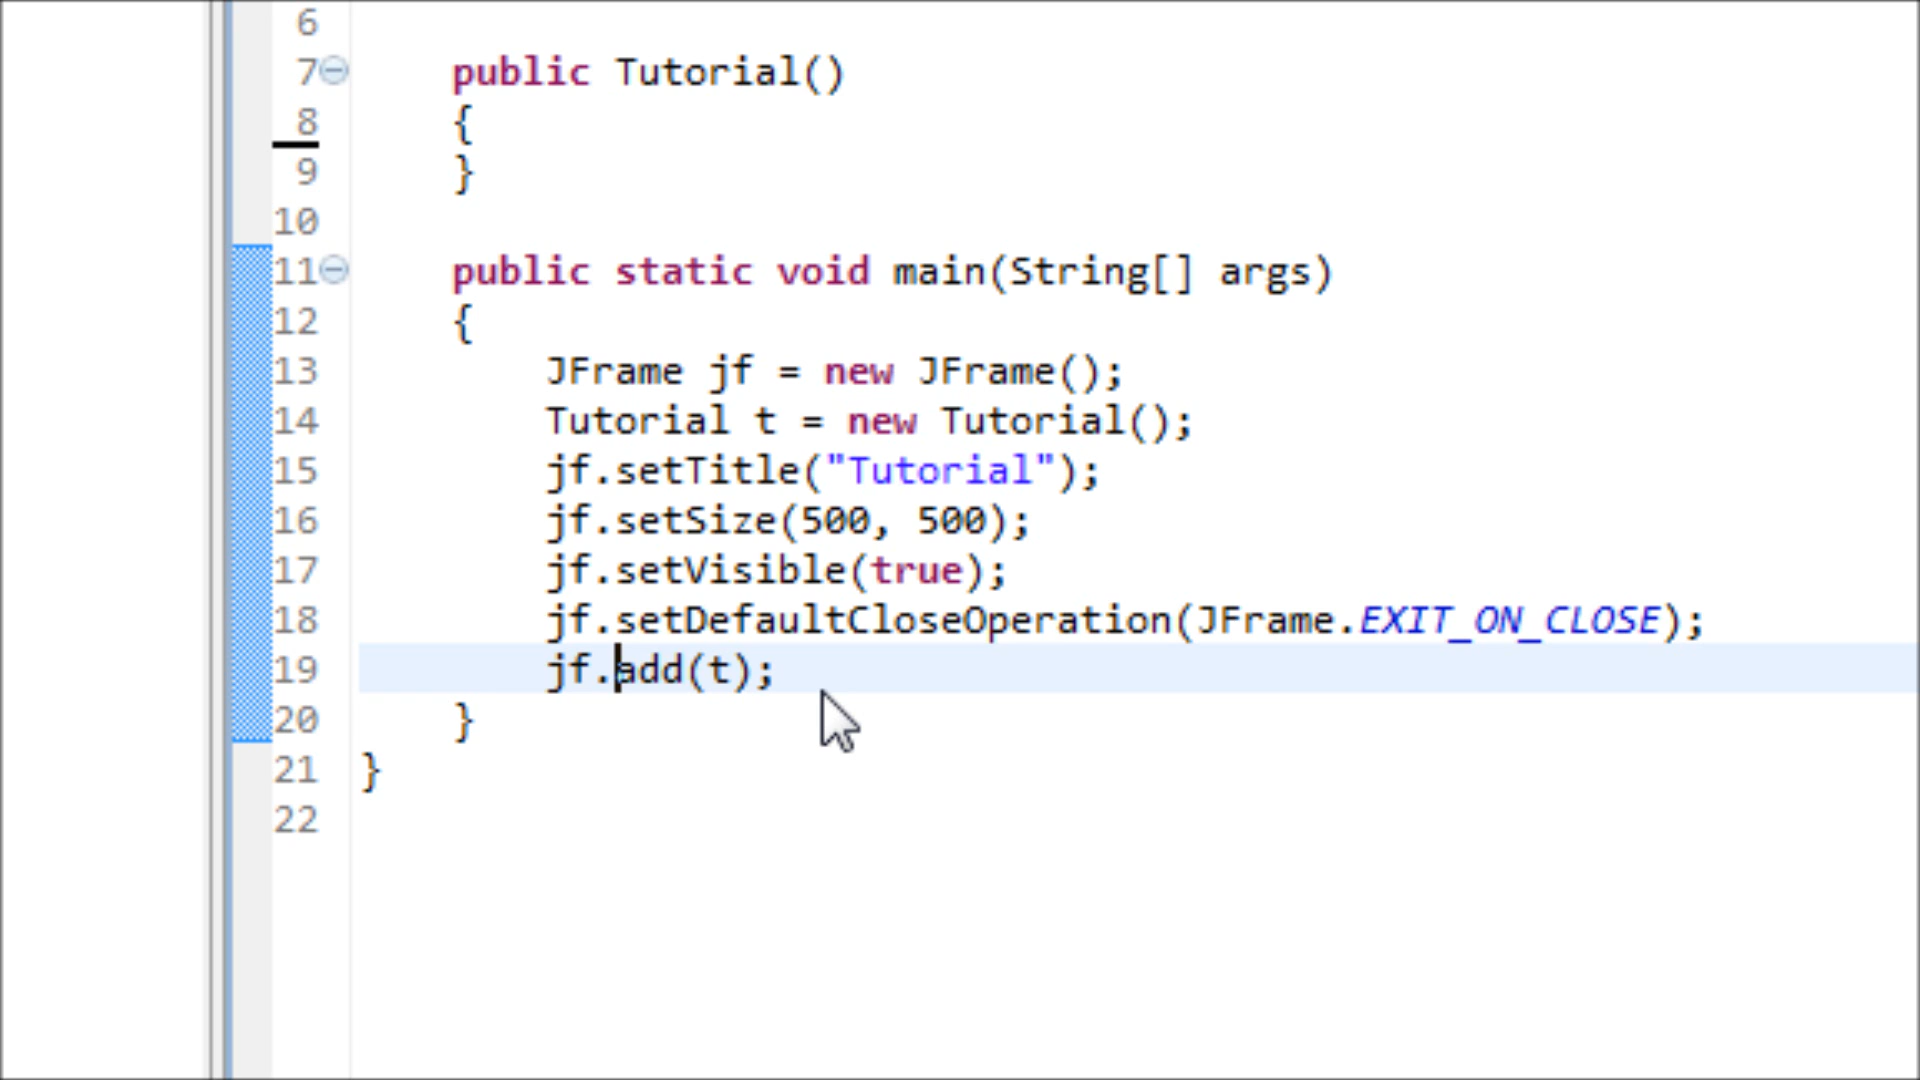 6
7 public Tutorial()
8 {
9 }
10
11 public static void main(String[] args)
12 {
13 JFrame jf = new JFrame();
14 Tutorial t = new Tutorial();
15 jf.setTitle("Tutorial");
16 jf.setSize(500, 500);
17 jf.setVisible(true);
18 jf.setDefaultCloseOperation(JFrame.EXIT_ON_CLOSE);
19 jf.add(t);
20 }
21 }
22